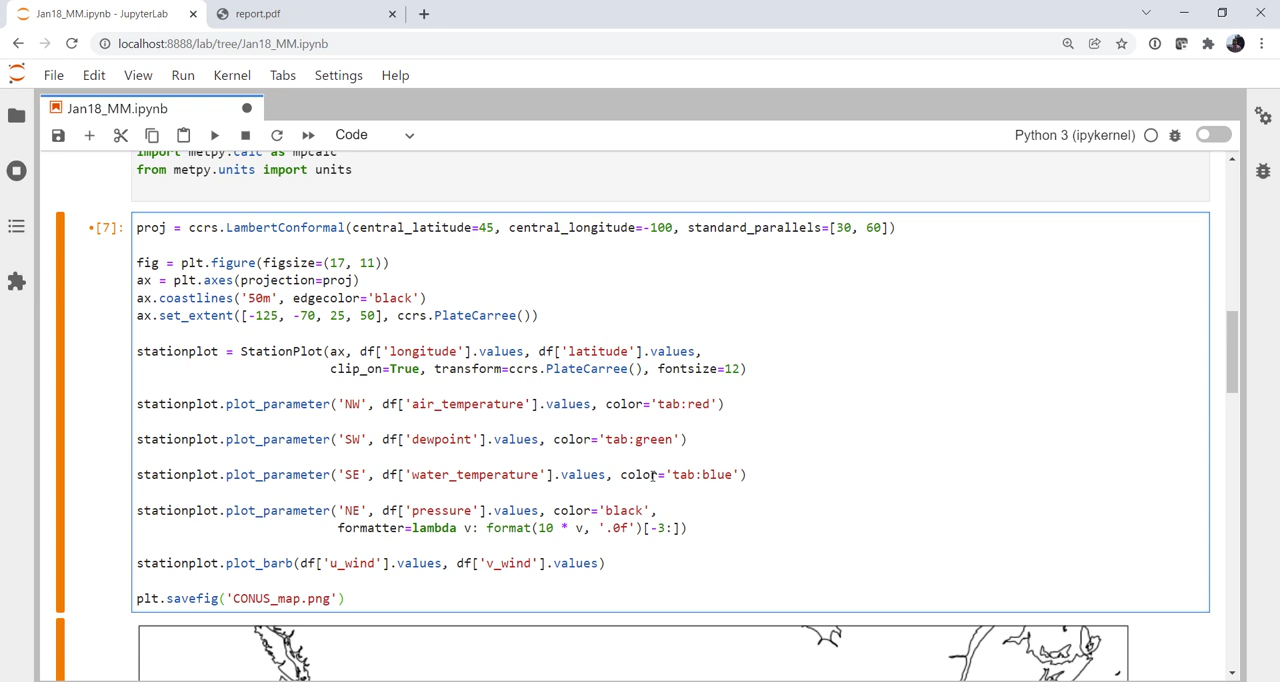 Jan18_MM.ipynb - JupyterLab
report.pdf
localhost:8888/lab/tree/Jan18_MM.ipynb
File Edit View Run Kernel Tabs Settings Help
Jan18_MM.ipynb
Code
Python 3 (ipykernel)
import metpy.calc as mpcalc
from metpy.units import units
[7]:
proj = ccrs.LambertConformal(central_latitude=45, central_longitude=-100, standard_parallels=[30, 60])
fig = plt.figure(figsize=(17, 11))
ax = plt.axes(projection=proj)
ax.coastlines('50m', edgecolor='black')
ax.set_extent([-125, -70, 25, 50], ccrs.PlateCarree())
stationplot = StationPlot(ax, df['longitude'].values, df['latitude'].values,
clip_on=True, transform=ccrs.PlateCarree(), fontsize=12)
stationplot.plot_parameter('NW', df['air_temperature'].values, color='tab:red')
stationplot.plot_parameter('SW', df['dewpoint'].values, color='tab:green')
stationplot.plot_parameter('SE', df['water_temperature'].values, color='tab:blue')
stationplot.plot_parameter('NE', df['pressure'].values, color='black',
formatter=lambda v: format(10 * v, '.0f')[-3:])
stationplot.plot_barb(df['u_wind'].values, df['v_wind'].values)
plt.savefig('CONUS_map.png')